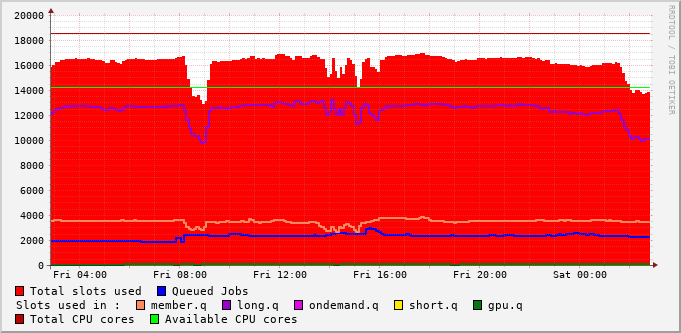 20000
18000
16000
14000
12000
10000
8000
6000
4000
2000
0
Fri 04:00 Fri 08:00 Fri 12:00 Fri 16:00 Fri 20:00 Sat 00:00
RRDTOOL / TOBI OETIKER
Total slots used Queued Jobs
Slots used in : member.q long.q ondemand.q short.q gpu.q
Total CPU cores Available CPU cores